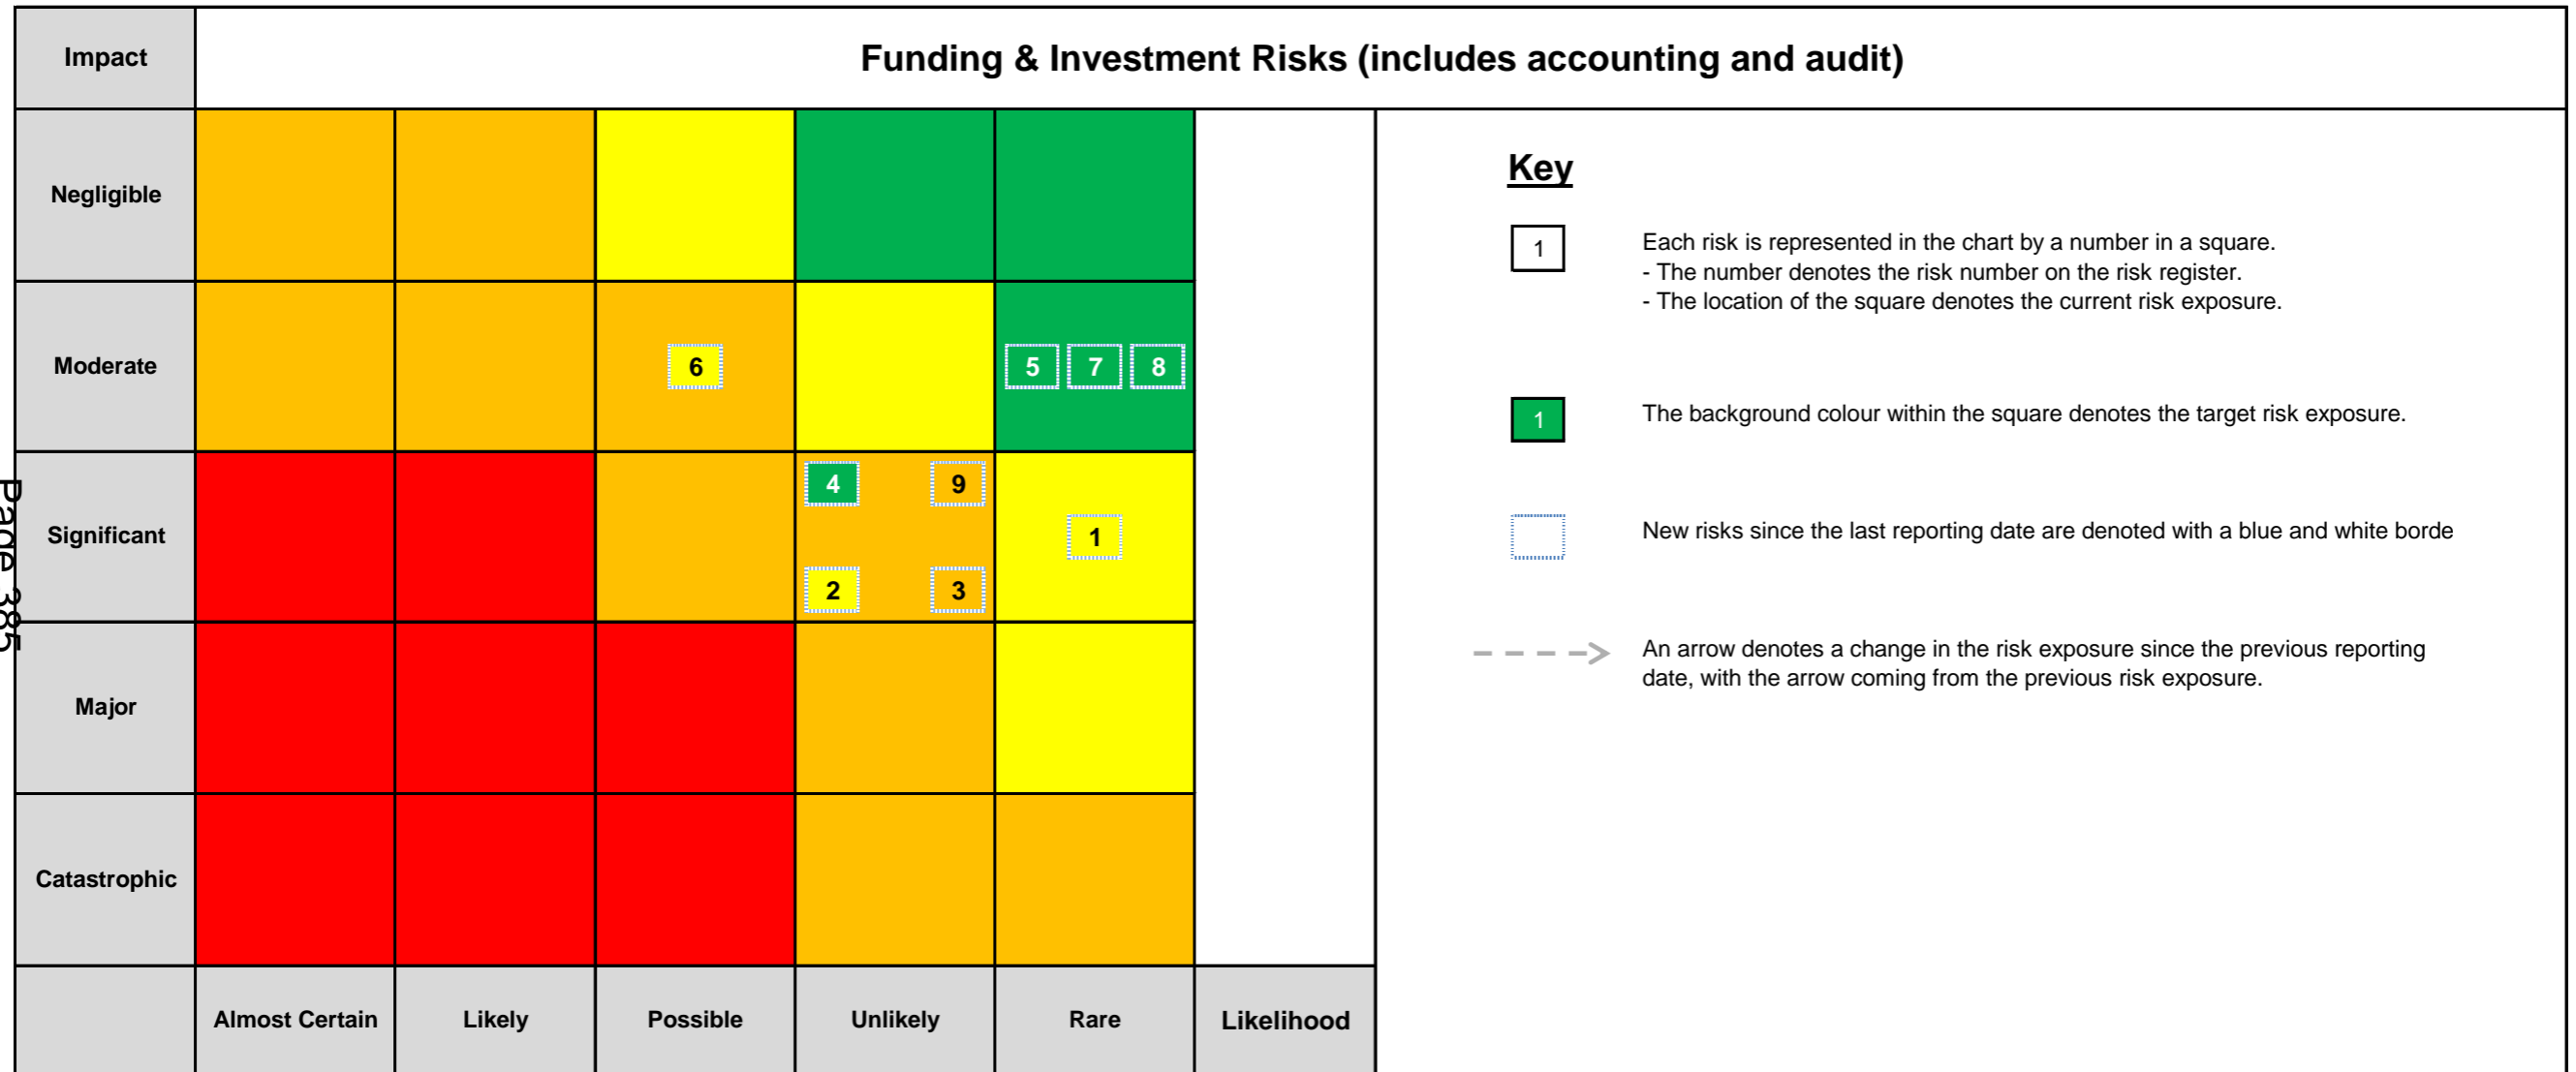 Impact
Funding & Investment Risks (includes accounting and audit)
Negligible
Moderate
6
5 7 8
Significant
4 9
1
2 3
Major
Catastrophic
Almost Certain Likely Possible Unlikely Rare Likelihood
Key
1
Each risk is represented in the chart by a number in a square.
- The number denotes the risk number on the risk register.
- The location of the square denotes the current risk exposure.
1
The background colour within the square denotes the target risk exposure.
New risks since the last reporting date are denoted with a blue and white borde
An arrow denotes a change in the risk exposure since the previous reporting
date, with the arrow coming from the previous risk exposure.
Page 385